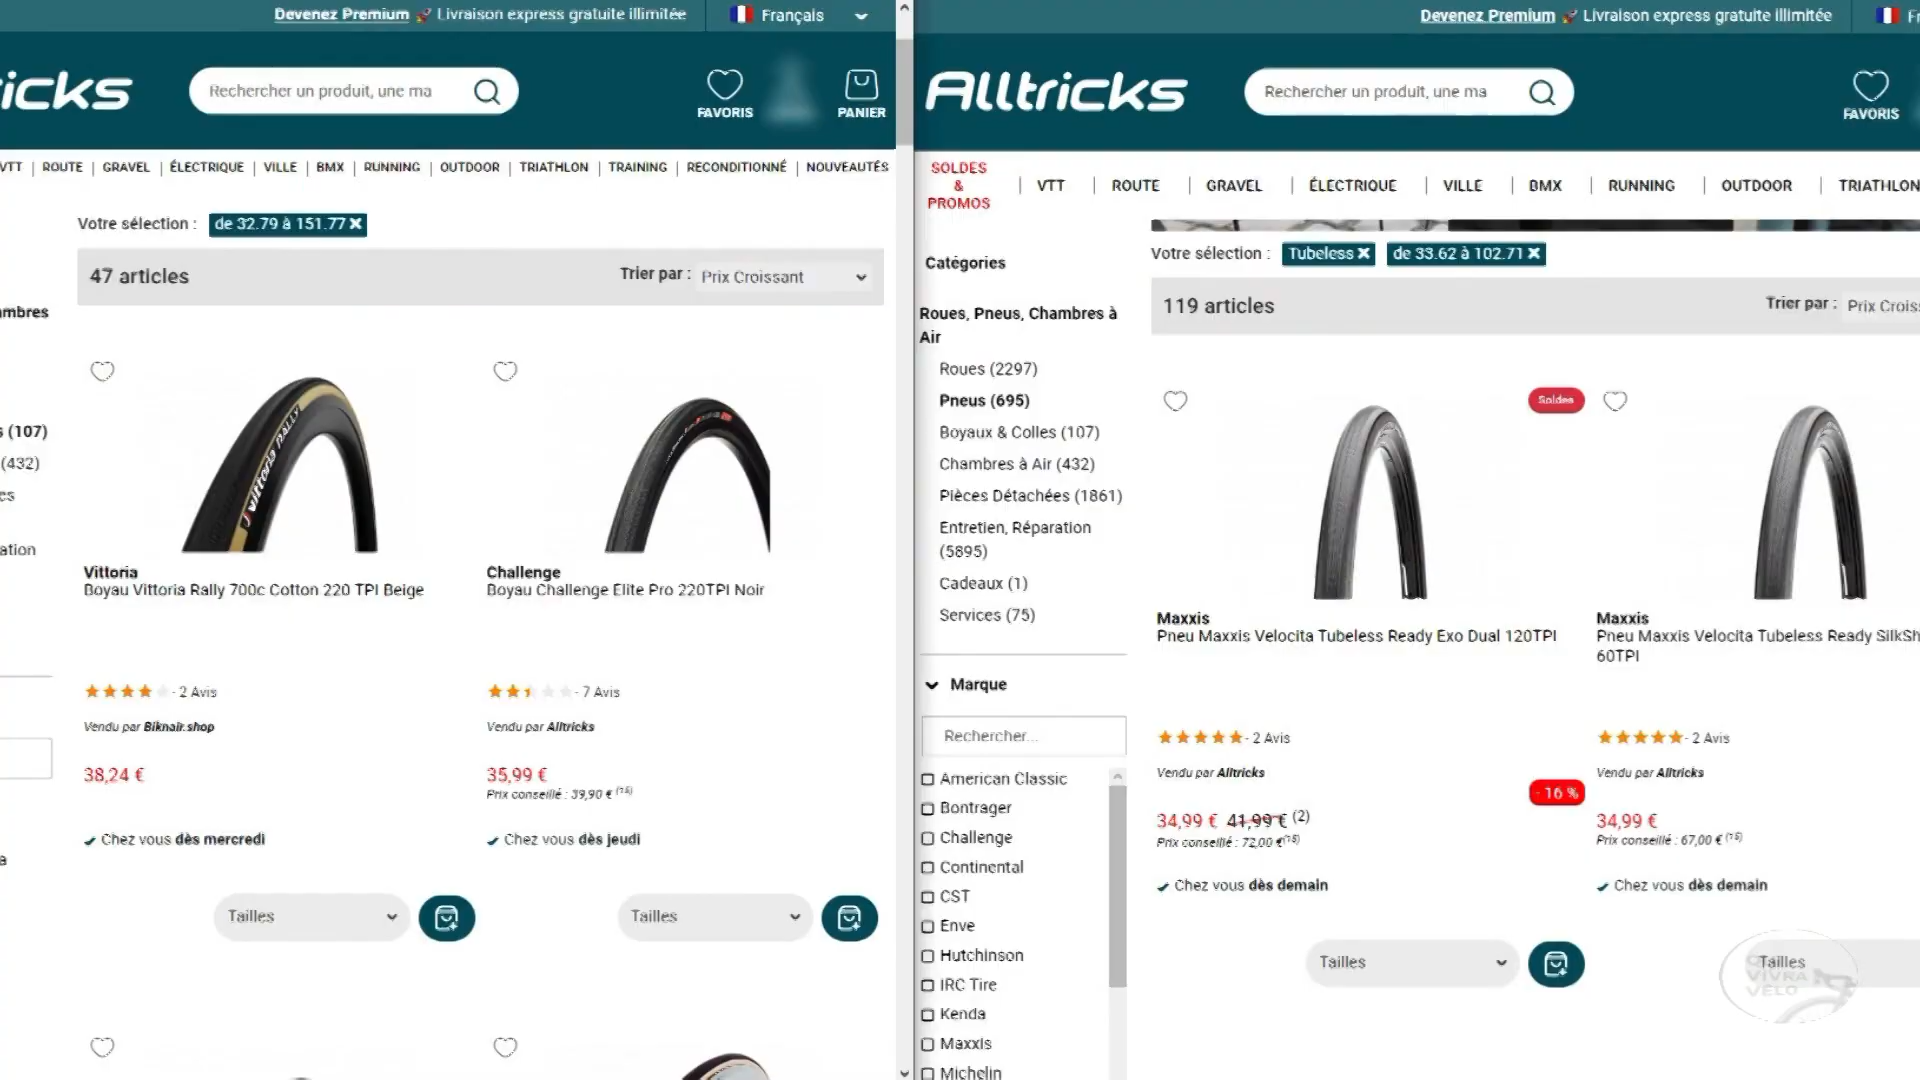 Devenez Premium 🚀 Livraison express gratuite illimitée
Français
icks
Rechercher un produit, une ma
FAVORIS
PANIER
VTT | ROUTE | GRAVEL | ÉLECTRIQUE | VILLE | BMX | RUNNING | OUTDOOR | TRIATHLON | TRAINING | RECONDITIONNÉ | NOUVEAUTÉS
Votre sélection : de 32.79 à 151.77 ✖
47 articles
Trier par : Prix Croissant
ambres
s (107)
(432)
es
ation
a
Vittoria RALLY
Vittoria
Boyau Vittoria Rally 700c Cotton 220 TPI Beige
- 2 Avis
Vendu par Biknair.shop
38,24 €
Chez vous dès mercredi
Tailles
Challenge
Boyau Challenge Elite Pro 220TPI Noir
- 7 Avis
Vendu par Alltricks
35,99 €
Prix conseillé : 39,90 € (15)
Chez vous dès jeudi
Tailles
Devenez Premium 🚀 Livraison express gratuite illimitée
Fr
Alltricks
Rechercher un produit, une ma
FAVORIS
SOLDES
&
PROMOS
| VTT | ROUTE | GRAVEL | ÉLECTRIQUE | VILLE | BMX | RUNNING | OUTDOOR | TRIATHLON
Votre sélection : Tubeless ✖ de 33.62 à 102.71 ✖
119 articles
Trier par : Prix Croiss
Catégories
Roues, Pneus, Chambres à
Air
Roues (2297)
Pneus (695)
Boyaux & Colles (107)
Chambres à Air (432)
Pièces Détachées (1861)
Entretien, Réparation
(5895)
Cadeaux (1)
Services (75)
Marque
Rechercher...
American Classic
Bontrager
Challenge
Continental
CST
Enve
Hutchinson
IRC Tire
Kenda
Maxxis
Michelin
Soldes
Maxxis
Pneu Maxxis Velocita Tubeless Ready Exo Dual 120TPI
- 2 Avis
Vendu par Alltricks
- 16 %
34,99 € 41,99 € (2)
Prix conseillé : 72,00 € (15)
Chez vous dès demain
Tailles
Maxxis
Pneu Maxxis Velocita Tubeless Ready SilkSh
60TPI
- 2 Avis
Vendu par Alltricks
34,99 €
Prix conseillé : 67,00 € (15)
Chez vous dès demain
Tailles
VIVRA
VÉLO